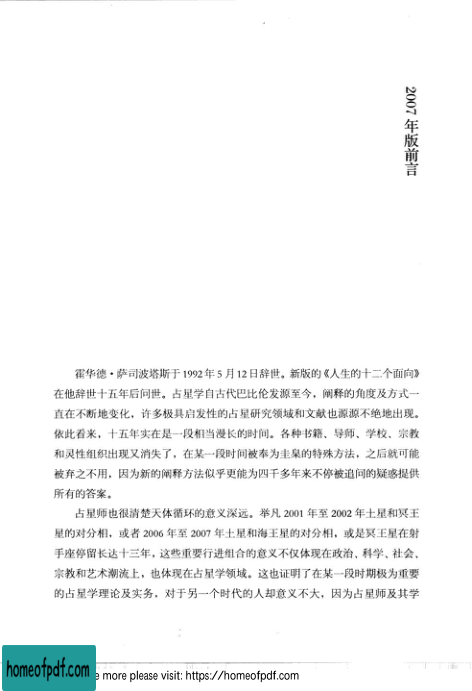 2007年版前言
霍华德·萨司波塔斯于1992年5月12日辞世。新版的《人生的十二个面向》
在他辞世十五年后问世。占星学自古代巴比伦发源至今，阐释的角度及方式一
直在不断地变化，许多极具启发性的占星研究领域和文献也源源不绝地出现。
依此看来，十五年实在是一段相当漫长的时间。各种书籍、导师、学校、宗教
和灵性组织出现又消失了，在某一段时间被奉为圭臬的特殊方法，之后就可能
被弃之不用，因为新的阐释方法似乎更能为四千多年来不停被追问的疑惑提供
所有的答案。
占星师也很清楚天体循环的意义深远。举凡2001年至2002年土星和冥王
星的对分相，或者2006年至2007年土星和海王星的对分相，或是冥王星在射
手座停留长达十三年，这些重要行进组合的意义不仅体现在政治、科学、社会、
宗教和艺术潮流上，也体现在占星学领域。这也证明了在某一段时期极为重要
的占星学理论及实务，对于另一个时代的人却意义不大，因为占星师及其学
homeofpdf.com
e more please visit: https://homeofpdf.com